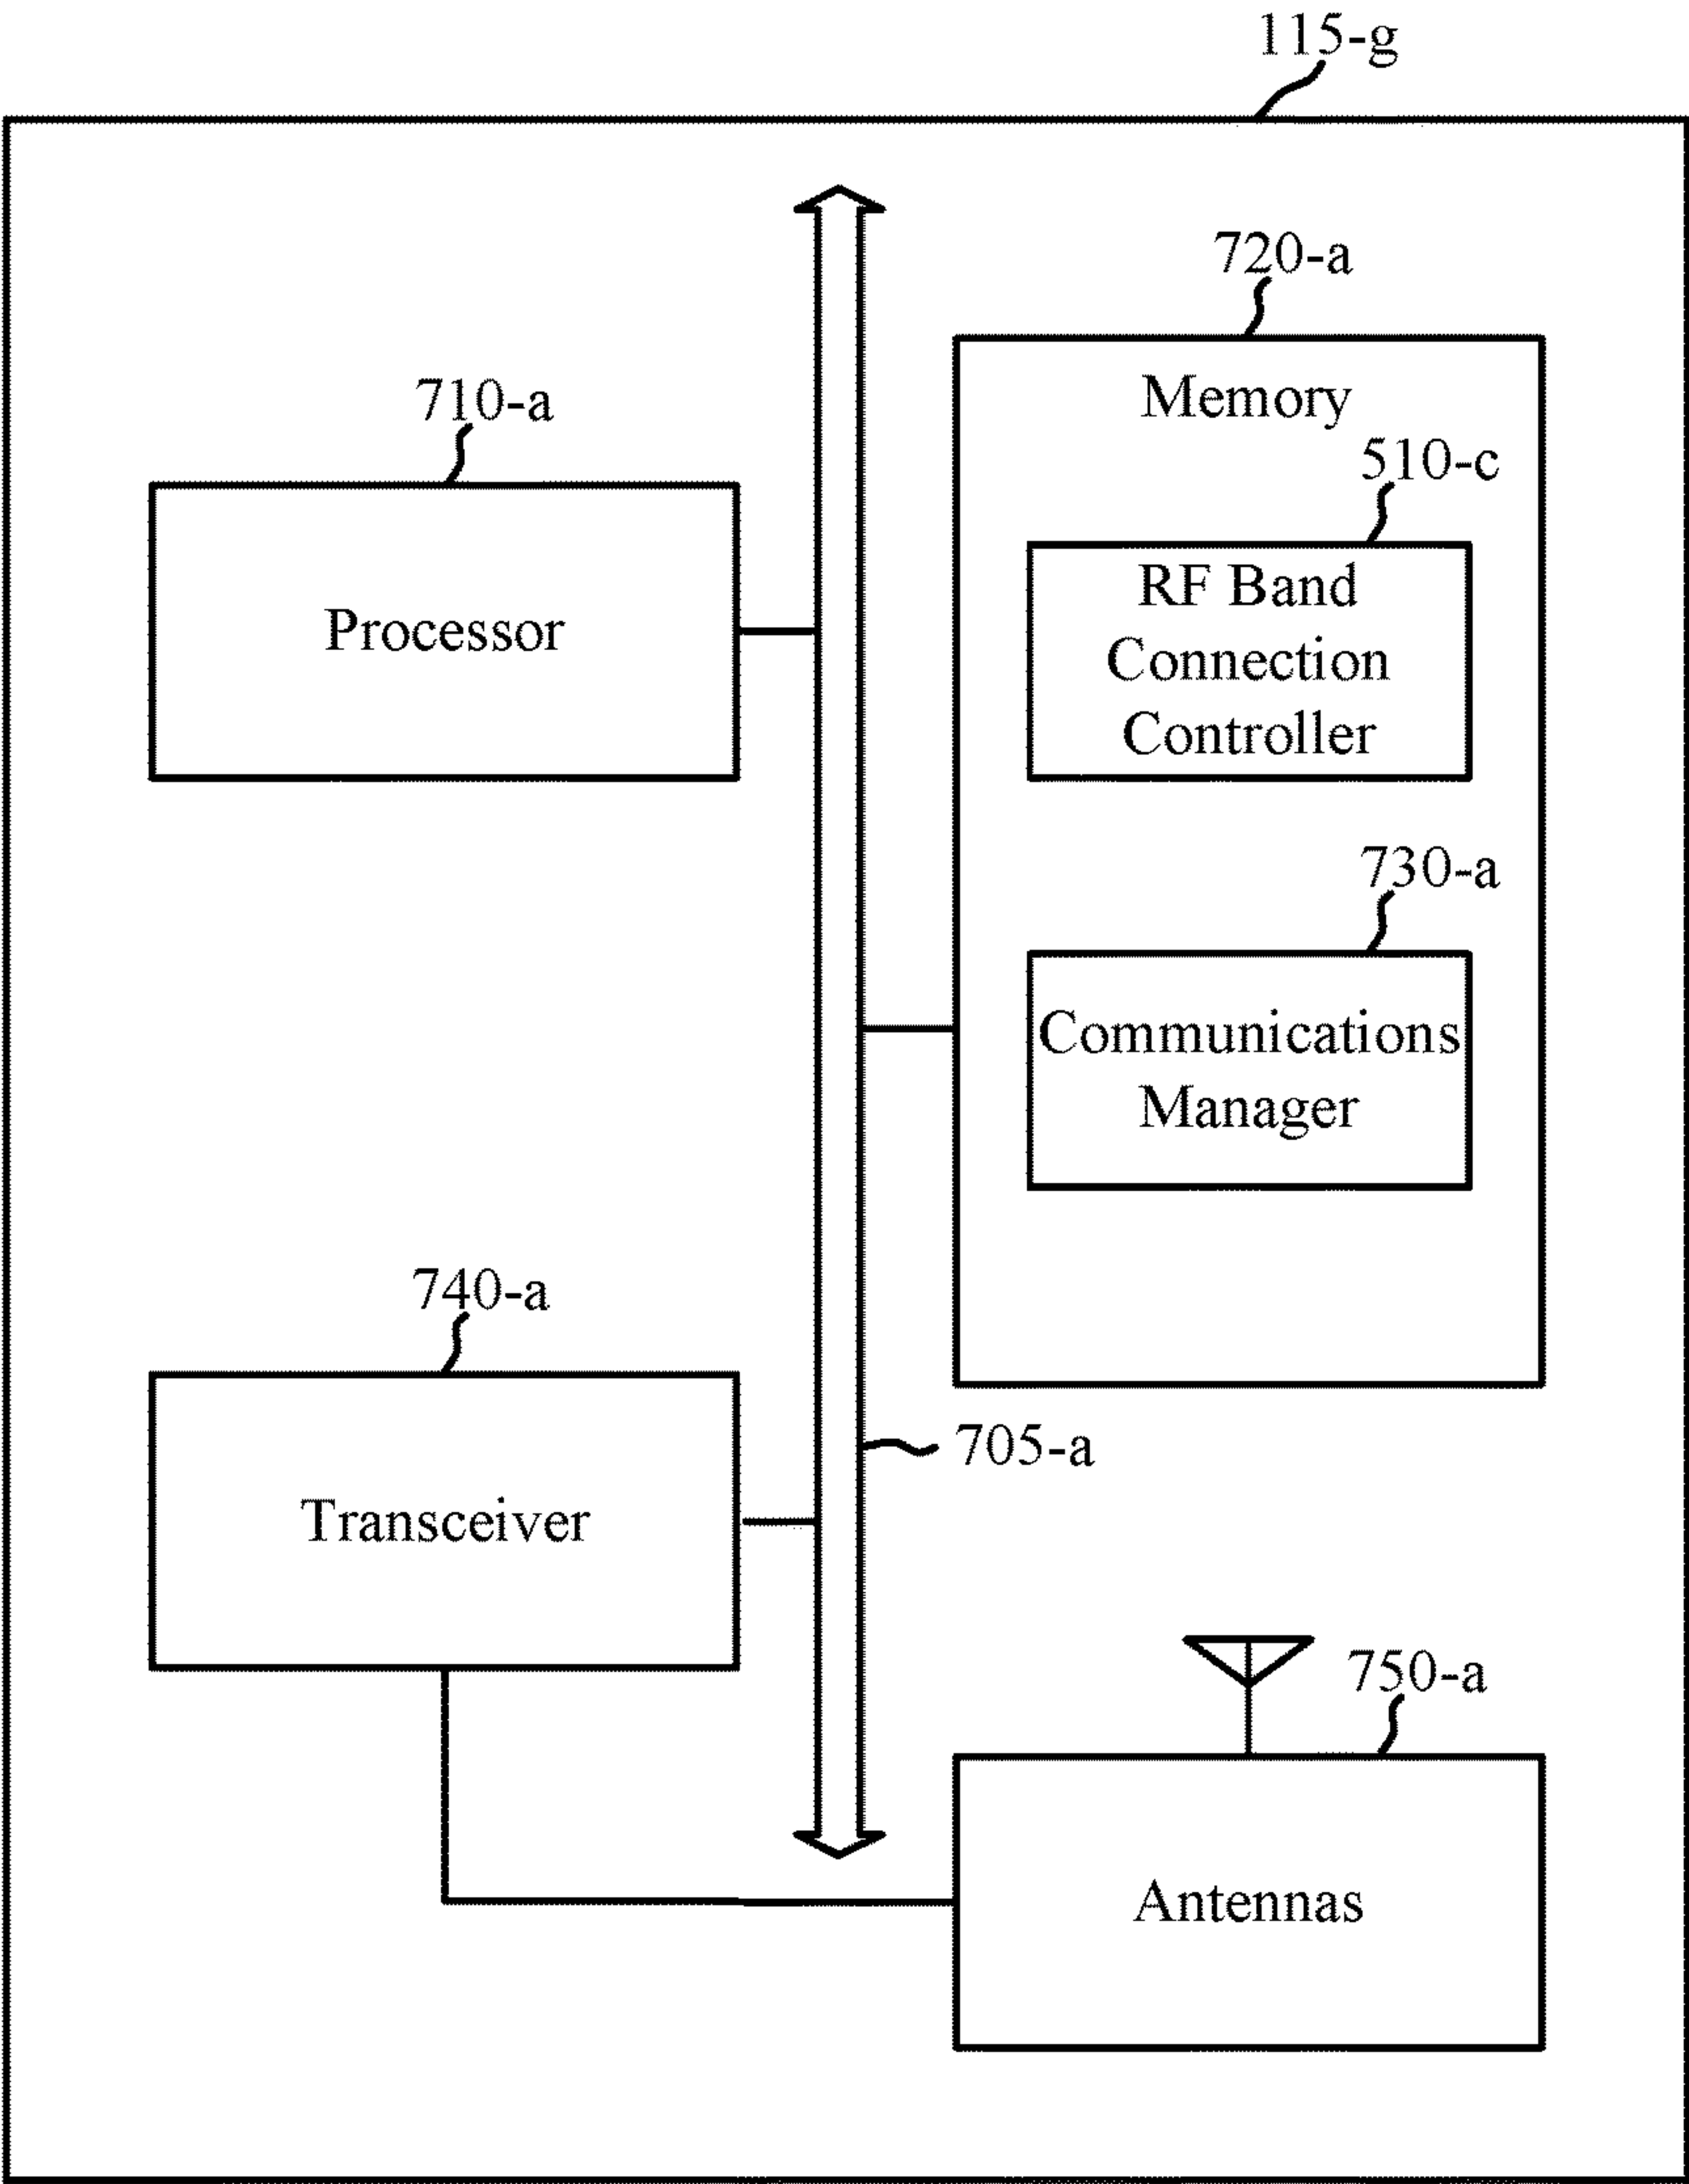 115-g
720-a
Memory
710-a
510-c
Processor
RF Band
Connection
Controller
730-a
Communications
Manager
740-a
705-a
Transceiver
750-a
Antennas